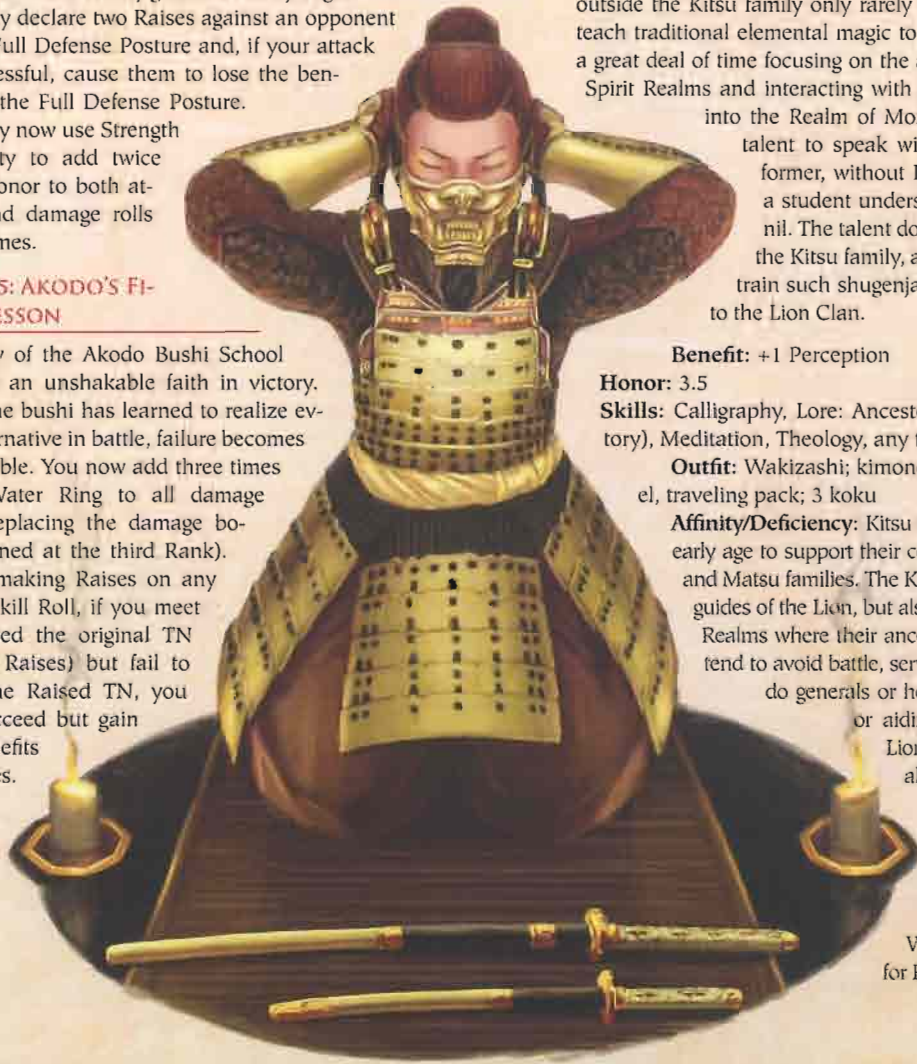 y declare two Raises against an opponent
Full Defense Posture and, if your attack
essful, cause them to lose the ben-
the Full Defense Posture.
y now use Strength
ty to add twice
onor to both at-
nd damage rolls
mes.
5: AKODO'S FI-
ESSON
y of the Akodo Bushi School
an unshakable faith in victory.
he bushi has learned to realize ev-
rnative in battle, failure becomes
ble. You now add three times
Water Ring to all damage
eplacing the damage bo-
ned at the third Rank).
making Raises on any
kill Roll, if you meet
ed the original TN
Raises) but fail to
he Raised TN, you
cceed but gain
efits
s.
outside the Kitsu family only rarely
teach traditional elemental magic to
a great deal of time focusing on the
Spirit Realms and interacting with
into the Realm of Mo
talent to speak wi
former, without
a student unders
nil. The talent do
the Kitsu family, a
train such shugenja
to the Lion Clan.
Benefit: +1 Perception
Honor: 3.5
Skills: Calligraphy, Lore: Ancest
tory), Meditation, Theology, any
Outfit: Wakizashi; kimon
el, traveling pack; 3 koku
Affinity/Deficiency: Kitsu
early age to support their c
and Matsu families. The K
guides of the Lion, but al
Realms where their anc
tend to avoid battle, ser
do generals or h
or aidi
Lion
al
V
for